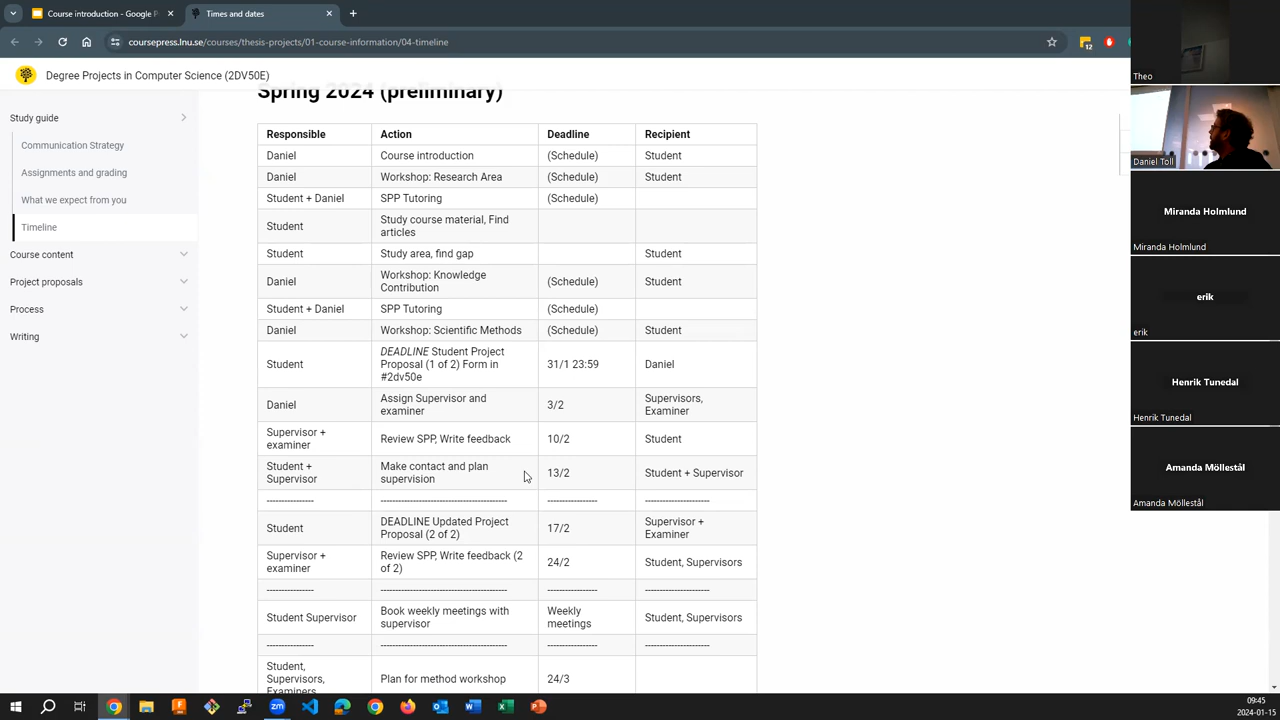 Course introduction - Google P
Times and dates
coursepress.lnu.se/courses/thesis-projects/01-course-information/04-timeline
12
Degree Projects in Computer Science (2DV50E)
Study guide
Communication Strategy
Assignments and grading
What we expect from you
Timeline
Course content
Project proposals
Process
Writing
Spring 2024 (preliminary)
Responsible Action Deadline Recipient
Daniel Course introduction (Schedule) Student
Daniel Workshop: Research Area (Schedule) Student
Student + Daniel SPP Tutoring (Schedule)
Student Study course material, Find
articles
Student Study area, find gap Student
Daniel Workshop: Knowledge
Contribution (Schedule) Student
Student + Daniel SPP Tutoring (Schedule)
Daniel Workshop: Scientific Methods (Schedule) Student
Student DEADLINE Student Project
Proposal (1 of 2) Form in
#2dv50e 31/1 23:59 Daniel
Daniel Assign Supervisor and
examiner 3/2 Supervisors,
Examiner
Supervisor +
examiner Review SPP, Write feedback 10/2 Student
Student +
Supervisor Make contact and plan
supervision 13/2 Student + Supervisor
---------------- ------------------------------------------ ----------------- ---------------------
Student DEADLINE Updated Project
Proposal (2 of 2) 17/2 Supervisor +
Examiner
Supervisor +
examiner Review SPP, Write feedback (2
of 2) 24/2 Student, Supervisors
---------------- ------------------------------------------ ----------------- ---------------------
Student Supervisor Book weekly meetings with
supervisor Weekly
meetings Student, Supervisors
---------------- ------------------------------------------ ----------------- ---------------------
Student,
Supervisors,
Examiners Plan for method workshop 24/3
Theo
Daniel Toll
Miranda Holmlund
Miranda Holmlund
erik
erik
Henrik Tunedal
Henrik Tunedal
Amanda Möllestål
Amanda Möllestål
09:45
2024-01-15